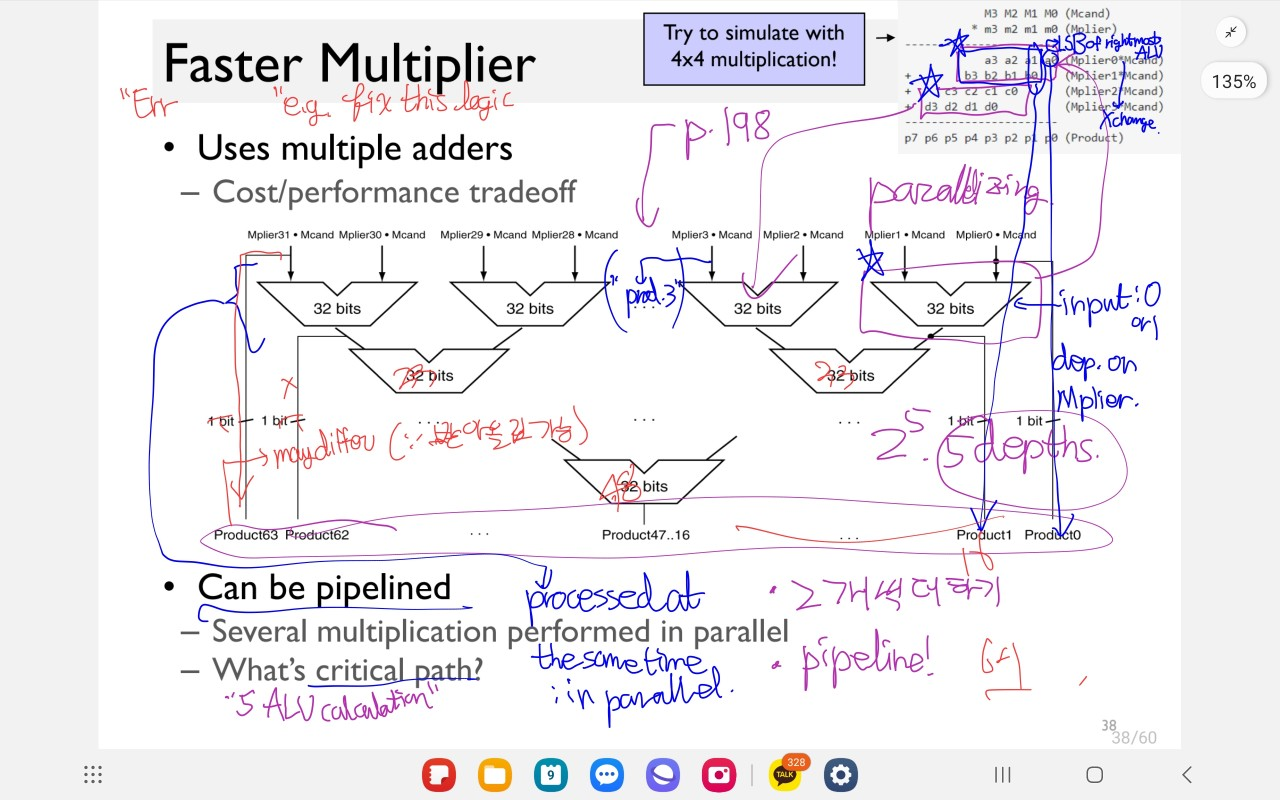 135%
M3 M2 M1 M0 (Mcand)
* m3 m2 m1 m0 (Mplier)
Try to simulate with
4x4 multiplication!
Faster Multiplier
LSB of rightmost
ALU
a3 a2 a1 a0 (Mplier0*Mcand)
+ b3 b2 b1 b0 (Mplier1*Mcand)
+ c3 c2 c1 c0 (Mplier2*Mcand)
+ d3 d2 d1 d0 (Mplier3*Mcand)
change.
p7 p6 p5 p4 p3 p2 p1 p0 (Product)
"Err "e.g. fix this logic
p.198
• Uses multiple adders
– Cost/performance tradeoff
parallelizing
Mplier31 • Mcand Mplier30 • Mcand Mplier29 • Mcand Mplier28 • Mcand Mplier3 • Mcand Mplier2 • Mcand Mplier1 • Mcand Mplier0 • Mcand
32 bits 32 bits ("prod.3") . . . 32 bits 32 bits
input: 0
or 1
32 bits 32 bits
dep. on
Mplier.
x
1 bit 1 bit . . . . . . . . . 1 bit 1 bit
may differ
2^5. 5 depths.
32 bits
48
Product63 Product62 . . . Product47..16 . . . Product1 Product0
16
• Can be pipelined
processed at
• 2개씩 더하기
– Several multiplication performed in parallel
the same time
• pipeline!
64
– What's critical path?
: in parallel.
"5 ALU calculation"
38
38/60
9
TALK
328